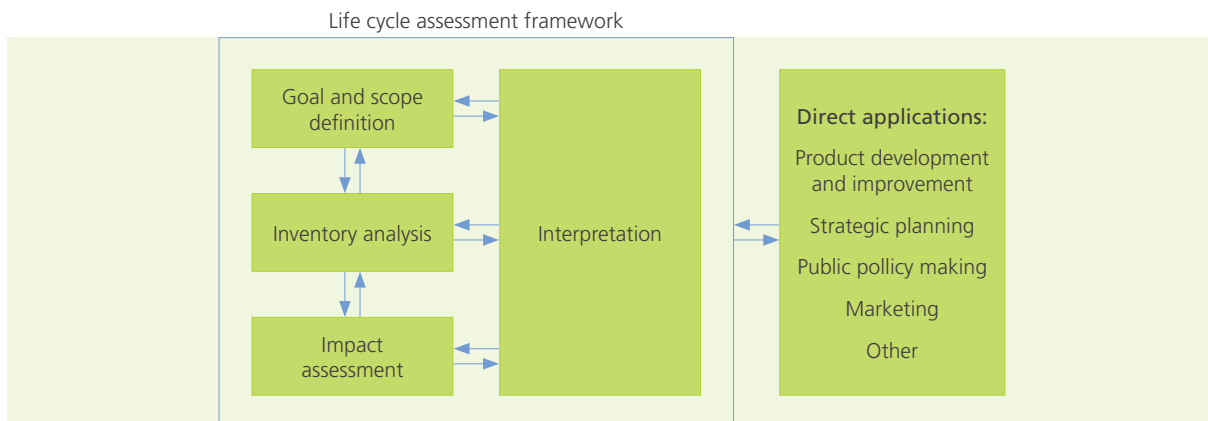 Life cycle assessment framework
Goal and scope
definition
Inventory analysis
Impact
assessment
Interpretation
Direct applications:
Product development
and improvement
Strategic planning
Public pollicy making
Marketing
Other